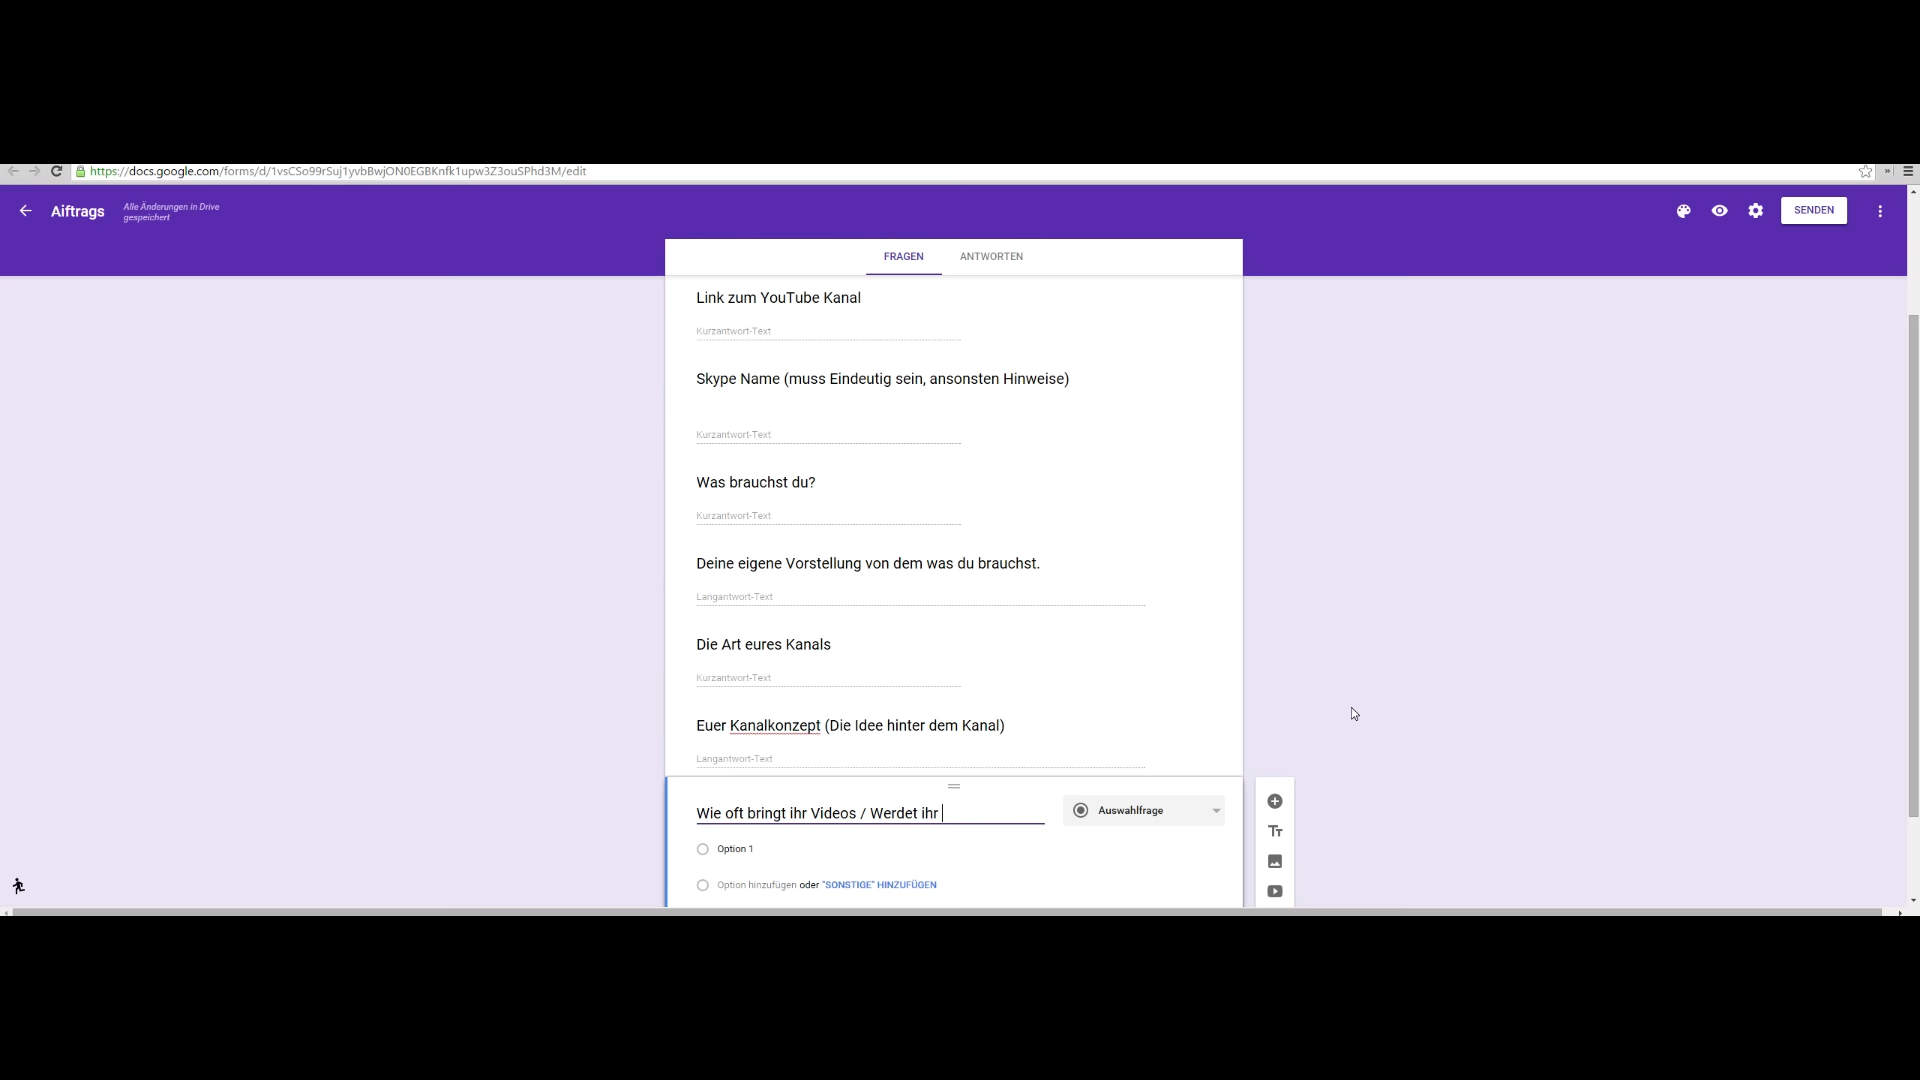 https://docs.google.com/forms/d/1vsCSo99rSuj1yvbBwjON0EGBKnfk1upw3Z3ouSPhd3M/edit
Aiftrags
Alle Änderungen in Drive
gespeichert
SENDEN
FRAGEN
ANTWORTEN
Link zum YouTube Kanal
Kurzantwort-Text
Skype Name (muss Eindeutig sein, ansonsten Hinweise)
Kurzantwort-Text
Was brauchst du?
Kurzantwort-Text
Deine eigene Vorstellung von dem was du brauchst.
Langantwort-Text
Die Art eures Kanals
Kurzantwort-Text
Euer Kanalkonzept (Die Idee hinter dem Kanal)
Langantwort-Text
Wie oft bringt ihr Videos / Werdet ihr
Auswahlfrage
Option 1
Option hinzufügen oder "SONSTIGE" HINZUFÜGEN